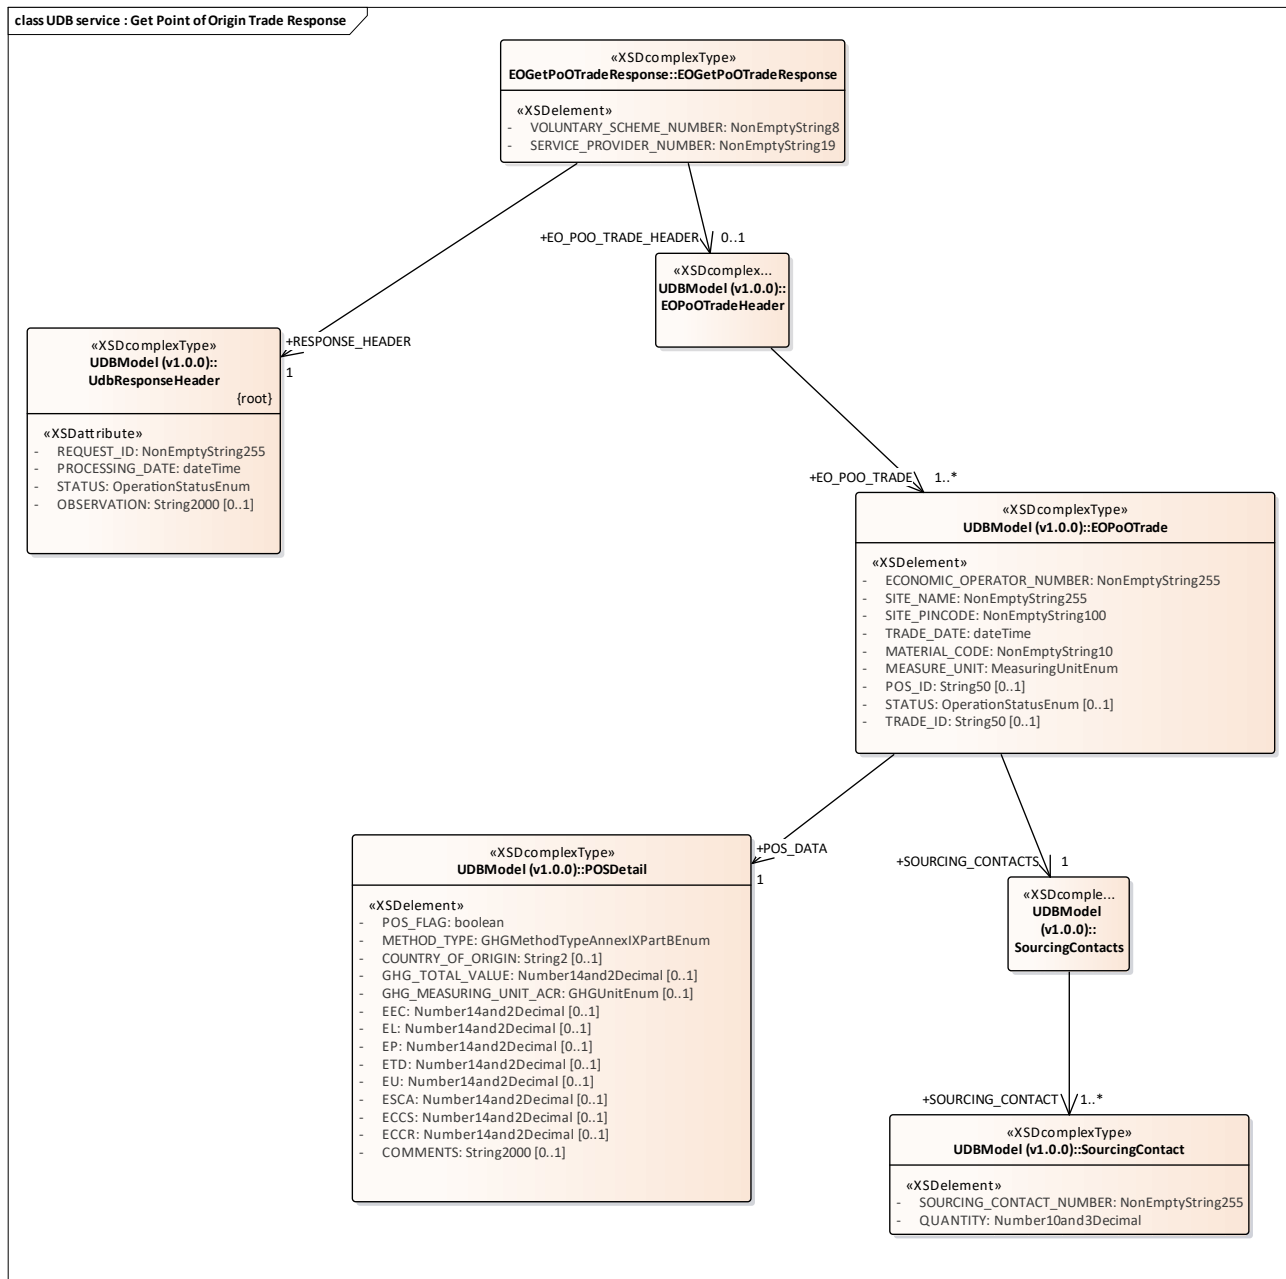 class UDB service : Get Point of Origin Trade Response
«XSDcomplexType»
EOGetPoOTradeResponse::EOGetPoOTradeResponse
«XSDelement»
- VOLUNTARY_SCHEME_NUMBER: NonEmptyString8
- SERVICE_PROVIDER_NUMBER: NonEmptyString19
+EO_POO_TRADE_HEADER 0..1
«XSDcomplex...
UDBModel (v1.0.0)::
EOPoOTradeHeader
+RESPONSE_HEADER
1
«XSDcomplexType»
UDBModel (v1.0.0)::
UdbResponseHeader
{root}
«XSDattribute»
- REQUEST_ID: NonEmptyString255
- PROCESSING_DATE: dateTime
- STATUS: OperationStatusEnum
- OBSERVATION: String2000 [0..1]
+EO_POO_TRADE 1..*
«XSDcomplexType»
UDBModel (v1.0.0)::EOPoOTrade
«XSDelement»
- ECONOMIC_OPERATOR_NUMBER: NonEmptyString255
- SITE_NAME: NonEmptyString255
- SITE_PINCODE: NonEmptyString100
- TRADE_DATE: dateTime
- MATERIAL_CODE: NonEmptyString10
- MEASURE_UNIT: MeasuringUnitEnum
- POS_ID: String50 [0..1]
- STATUS: OperationStatusEnum [0..1]
- TRADE_ID: String50 [0..1]
+POS_DATA
1
«XSDcomplexType»
UDBModel (v1.0.0)::POSDetail
«XSDelement»
- POS_FLAG: boolean
- METHOD_TYPE: GHGMethodTypeAnnexIXPartBEnum
- COUNTRY_OF_ORIGIN: String2 [0..1]
- GHG_TOTAL_VALUE: Number14and2Decimal [0..1]
- GHG_MEASURING_UNIT_ACR: GHGUnitEnum [0..1]
- EEC: Number14and2Decimal [0..1]
- EL: Number14and2Decimal [0..1]
- EP: Number14and2Decimal [0..1]
- ETD: Number14and2Decimal [0..1]
- EU: Number14and2Decimal [0..1]
- ESCA: Number14and2Decimal [0..1]
- ECCS: Number14and2Decimal [0..1]
- ECCR: Number14and2Decimal [0..1]
- COMMENTS: String2000 [0..1]
+SOURCING_CONTACTS 1
«XSDcomple...
UDBModel
(v1.0.0)::
SourcingContacts
+SOURCING_CONTACT 1..*
«XSDcomplexType»
UDBModel (v1.0.0)::SourcingContact
«XSDelement»
- SOURCING_CONTACT_NUMBER: NonEmptyString255
- QUANTITY: Number10and3Decimal